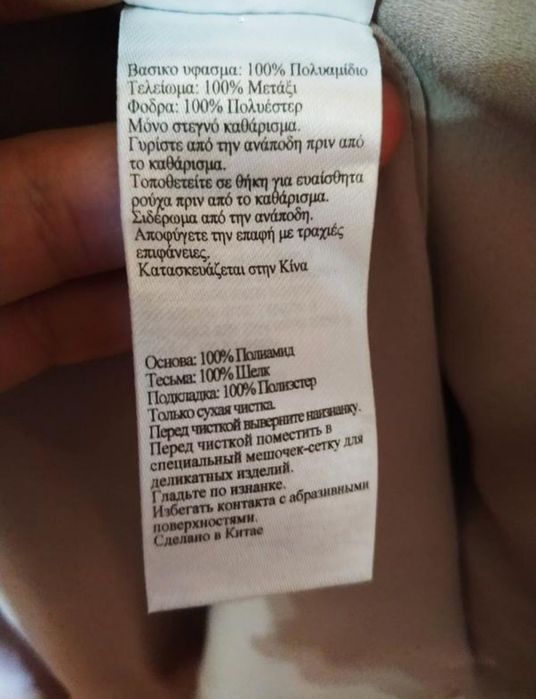 Βασικο υφασμα: 100% Πολυαμίδιο
Τελείωμα: 100% Μετάξι
Φοδρα: 100% Πολυέστερ
Μόνο στεγνό καθάρισμα.
Γυρίστε από την ανάποδη πριν από
το καθάρισμα.
Τοποθετείτε σε θήκη για ευαίσθητα
ρούχα πριν από το καθάρισμα.
Σιδέρωμα από την ανάποδη.
Αποφύγετε την επαφή με τραχιές
επιφάνειες.
Κατασκευάζεται στην Κίνα
Основа: 100% Полиамид
Тесьма: 100% Шелк
Подкладка: 100% Полиэстер
Только сухая чистка.
Перед чисткой выверните наизнанку.
Перед чисткой поместить в
специальный мешочек-сетку для
деликатных изделий.
Гладьте по изнанке.
Избегать контакта с абразивными
поверхностями.
Сделано в Китае